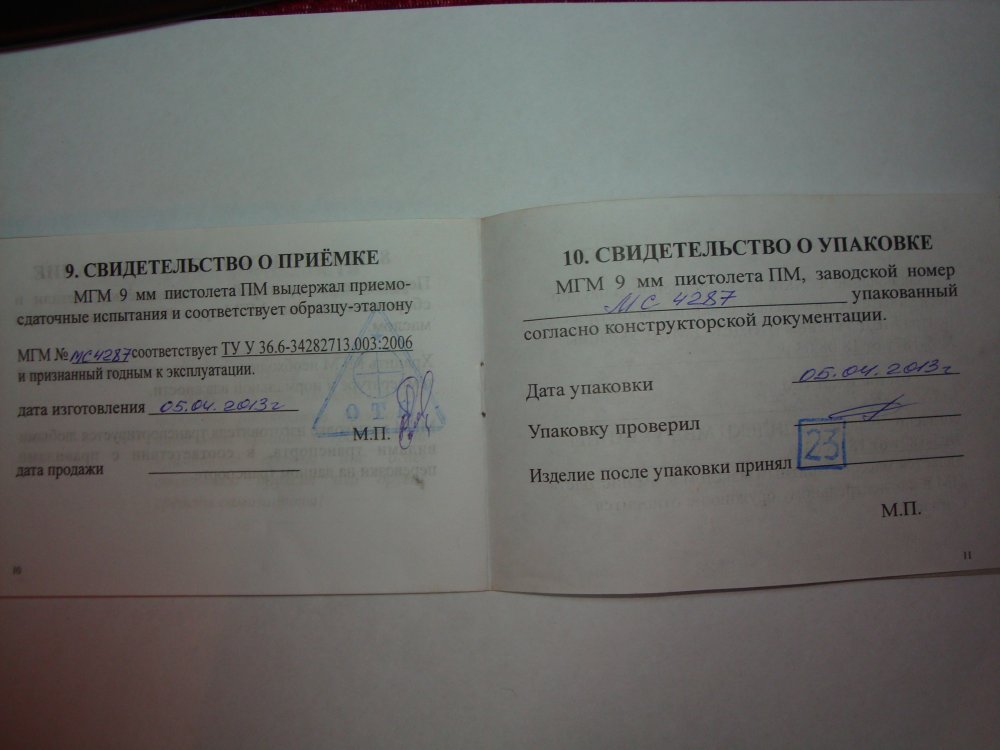 9. СВИДЕТЕЛЬСТВО О ПРИЁМКЕ
МГМ 9 мм пистолета ПМ выдержал приемо-
сдаточные испытания и соответствует образцу-эталону
МГМ № МС4287 соответствует ТУ У 36.6-34282713.003:2006
и признанный годным к эксплуатации.
дата изготовления 05.04.2013г
ОТК
М.П.
дата продажи
10
10. СВИДЕТЕЛЬСТВО О УПАКОВКЕ
МГМ 9 мм пистолета ПМ, заводской номер
МС 4287 упакованный
согласно конструкторской документации.
Дата упаковки 05.04.2013г
Упаковку проверил
23
Изделие после упаковки принял
М.П.
11